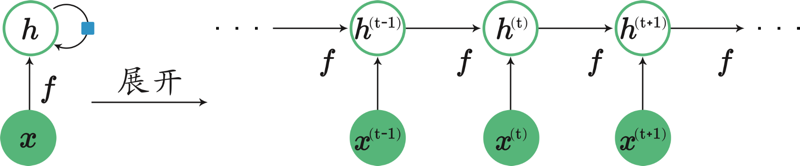 h · · · h^(t-1) h^(t) h^(t+1) · · ·
f 展开 f f f f
x x^(t-1) x^(t) x^(t+1)